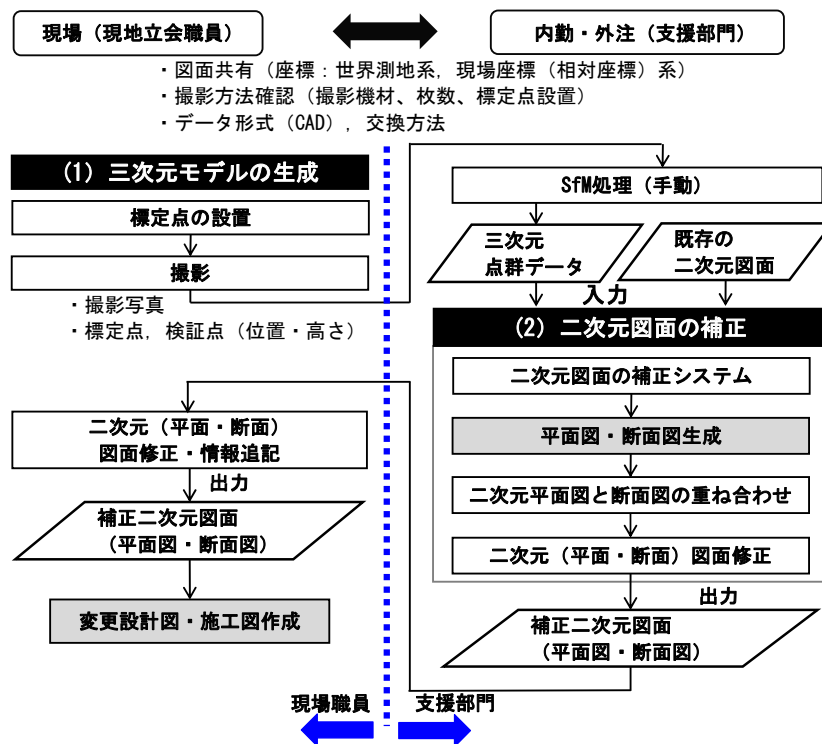 現場（現地立会職員）
内勤・外注（支援部門）
・図面共有（座標：世界測地系，現場座標（相対座標）系）
・撮影方法確認（撮影機材、枚数、標定点設置）
・データ形式（CAD），交換方法
(1) 三次元モデルの生成
標定点の設置
撮影
・撮影写真
・標定点，検証点（位置・高さ）
SfM処理（手動）
三次元
点群データ
既存の
二次元図面
入力
(2) 二次元図面の補正
二次元図面の補正システム
平面図・断面図生成
二次元平面図と断面図の重ね合わせ
二次元（平面・断面）図面修正
出力
補正二次元図面
（平面図・断面図）
二次元（平面・断面）
図面修正・情報追記
出力
補正二次元図面
（平面図・断面図）
変更設計図・施工図作成
現場職員
支援部門